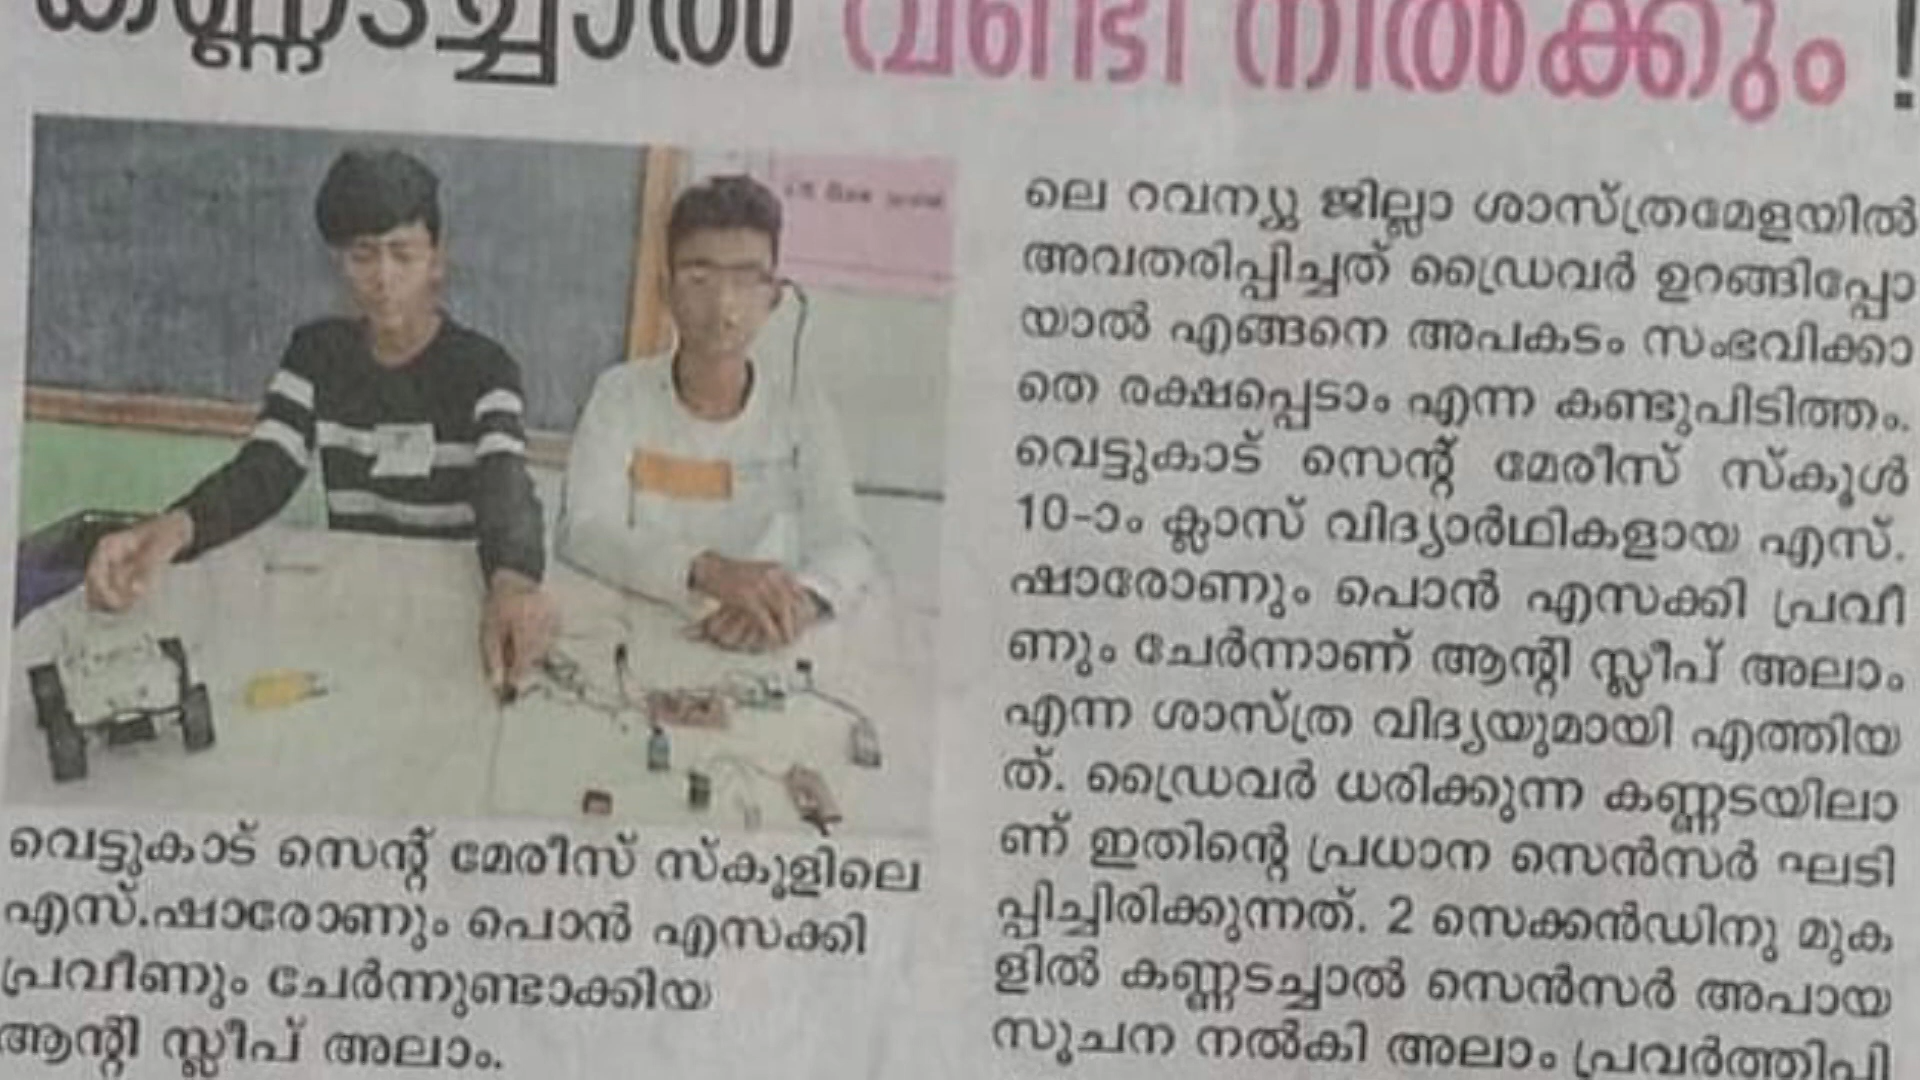 കണ്ണടച്ചാൽ വണ്ടി നിൽക്കും !
വെട്ടുകാട് സെന്റ് മേരീസ് സ്കൂളിലെ
എസ്.ഷാരോണും പൊൻ എസക്കി
പ്രവീണും ചേർന്നുണ്ടാക്കിയ
ആന്റി സ്ലീപ് അലാം.
ലെ റവന്യൂ ജില്ലാ ശാസ്ത്രമേളയിൽ
അവതരിപ്പിച്ചത് ഡ്രൈവർ ഉറങ്ങിപ്പോ
യാൽ എങ്ങനെ അപകടം സംഭവിക്കാ
തെ രക്ഷപ്പെടാം എന്ന കണ്ടുപിടിത്തം.
വെട്ടുകാട് സെന്റ് മേരീസ് സ്കൂൾ
10-ാം ക്ലാസ് വിദ്യാർഥികളായ എസ്.
ഷാരോണും പൊൻ എസക്കി പ്രവീ
ണും ചേർന്നാണ് ആന്റി സ്ലീപ് അലാം
എന്ന ശാസ്ത്ര വിദ്യയുമായി എത്തിയ
ത്. ഡ്രൈവർ ധരിക്കുന്ന കണ്ണടയിലാ
ണ് ഇതിന്റെ പ്രധാന സെൻസർ ഘടി
പ്പിച്ചിരിക്കുന്നത്. 2 സെക്കൻഡിനു മുക
ളിൽ കണ്ണടച്ചാൽ സെൻസർ അപായ
സൂചന നൽകി അലാം പ്രവർത്തിപ്പി